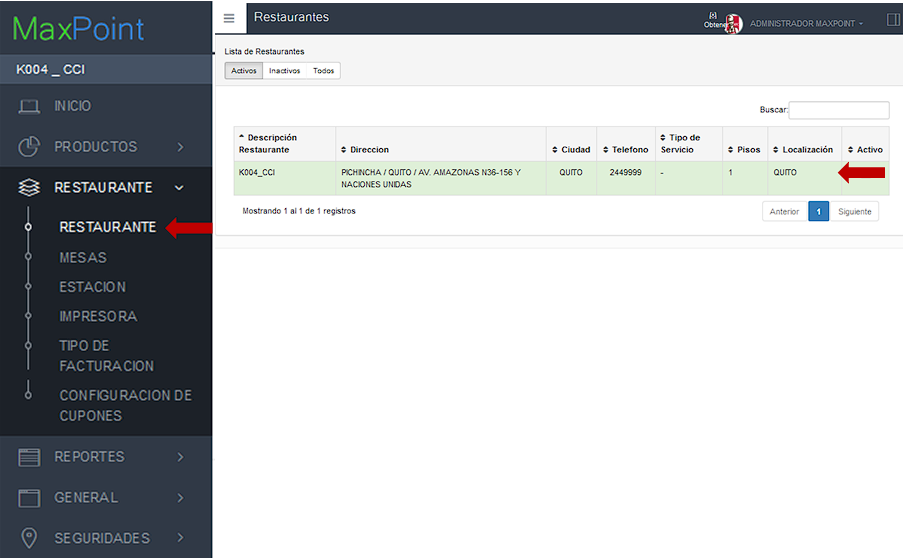 MaxPoint
K004 _ CCI
INICIO
PRODUCTOS
RESTAURANTE
RESTAURANTE
MESAS
ESTACION
IMPRESORA
TIPO DE
FACTURACION
CONFIGURACION DE
CUPONES
REPORTES
GENERAL
SEGURIDADES
Restaurantes
ADMINISTRADOR MAXPOINT
Lista de Restaurantes
Activos Inactivos Todos
Buscar:
Descripción
Restaurante Direccion Ciudad Telefono Tipo de
Servicio Pisos Localización Activo
K004_CCI PICHINCHA / QUITO / AV. AMAZONAS N36-156 Y
NACIONES UNIDAS QUITO 2449999 - 1 QUITO
Mostrando 1 al 1 de 1 registros
Anterior 1 Siguiente